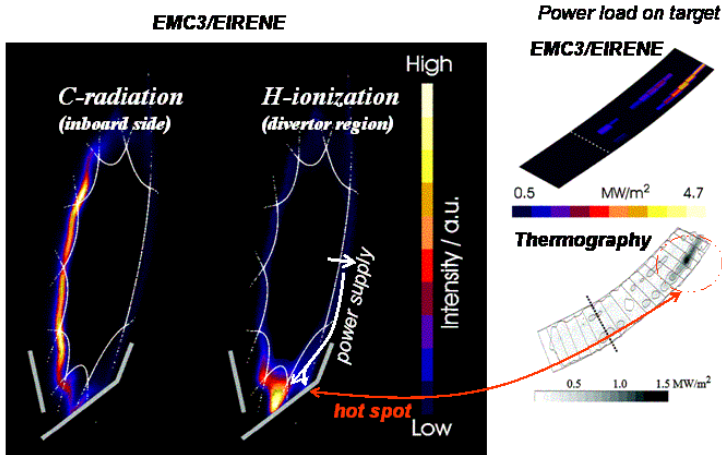 EMC3/EIRENE
Power load on target
EMC3/EIRENE
C-radiation
(inboard side)
H-ionization
(divertor region)
High
Intensity / a.u.
Low
power supply
hot spot
0.5 MW/m² 4.7
Thermography
0.5 1.0 1.5 MW/m²